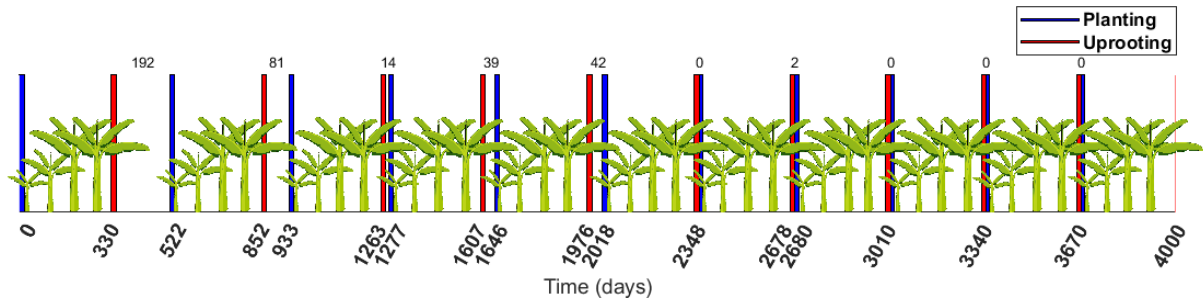 Planting
Uprooting
192 81 14 39 42 0 2 0 0 0
0 330 522 852 933 1263 1277 1607 1646 1976 2018 2348 2678 2680 3010 3340 3670 4000
Time (days)